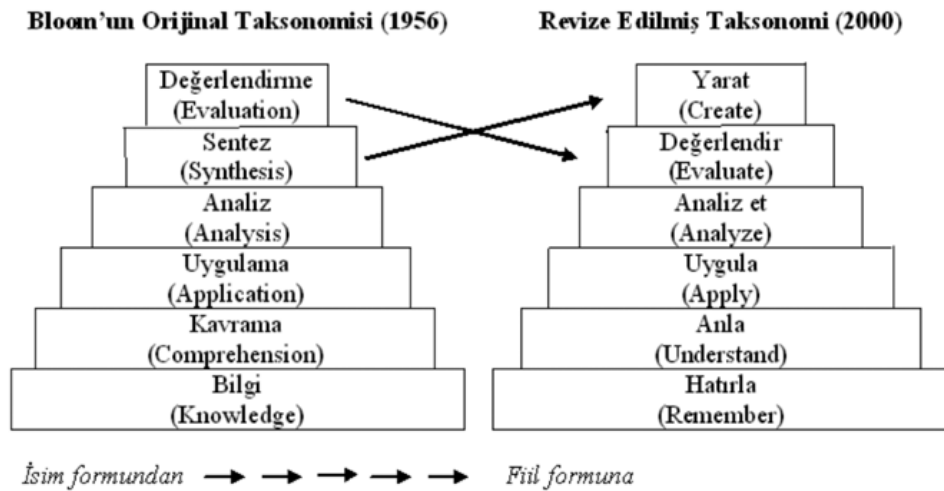 Bloom'un Orijinal Taksonomisi (1956)
Değerlendirme
(Evaluation)
Sentez
(Synthesis)
Analiz
(Analysis)
Uygulama
(Application)
Kavrama
(Comprehension)
Bilgi
(Knowledge)
Revize Edilmiş Taksonomi (2000)
Yarat
(Create)
Değerlendir
(Evaluate)
Analiz et
(Analyze)
Uygula
(Apply)
Anla
(Understand)
Hatırla
(Remember)
İsim formundan
Fiil formuna